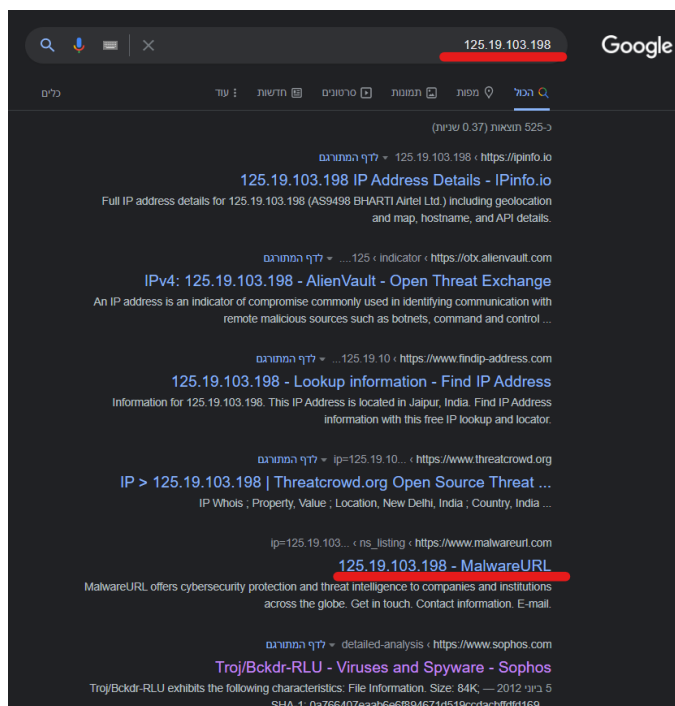 125.19.103.198
Google
הכול
מפות
תמונות
סרטונים
חדשות
עוד
כלים
כ-525 תוצאות (0.37 שניות)
https://ipinfo.io › 125.19.103.198 לדף המתורגם
125.19.103.198 IP Address Details - IPinfo.io
Full IP address details for 125.19.103.198 (AS9498 BHARTI Airtel Ltd.) including geolocation
and map, hostname, and API details.
https://otx.alienvault.com › indicator › 125.... לדף המתורגם
IPv4: 125.19.103.198 - AlienVault - Open Threat Exchange
An IP address is an indicator of compromise commonly used in identifying communication with
remote malicious sources such as botnets, command and control ...
https://www.findip-address.com › 125.19.10... לדף המתורגם
125.19.103.198 - Lookup information - Find IP Address
Information for 125.19.103.198. This IP Address is located in Jaipur, India. Find IP Address
information with this free IP lookup and locator.
https://www.threatcrowd.org › ip=125.19.10... לדף המתורגם
IP > 125.19.103.198 | Threatcrowd.org Open Source Threat ...
IP Whois ; Property, Value ; Location, New Delhi, India ; Country, India ...
https://www.malwareurl.com › ns_listing › ip=125.19.103...
125.19.103.198 - MalwareURL
MalwareURL offers cybersecurity protection and threat intelligence to companies and institutions
across the globe. Get in touch. Contact information. E-mail.
https://www.sophos.com › detailed-analysis לדף המתורגם
Troj/Bckdr-RLU - Viruses and Spyware - Sophos
5 ביוני 2012 — Troj/Bckdr-RLU exhibits the following characteristics: File Information. Size: 84K;